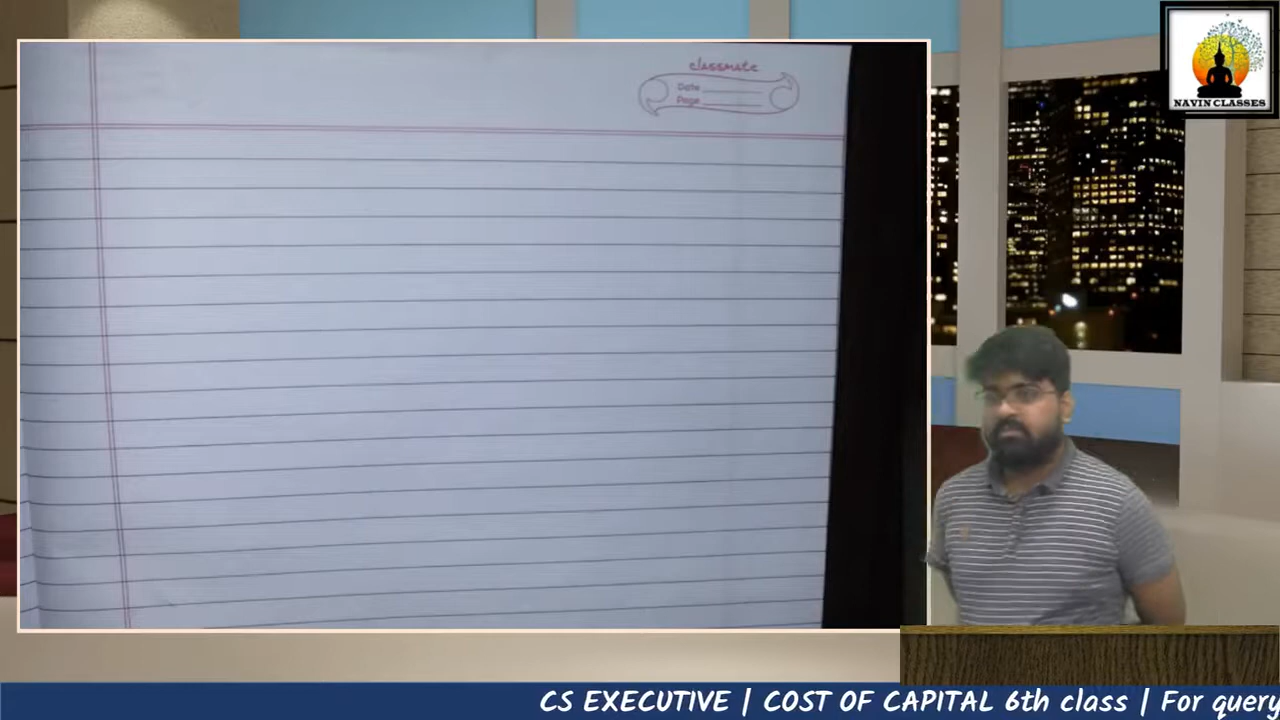 classmate
Date
Page
NAVIN CLASSES
CS EXECUTIVE | COST OF CAPITAL 6th class | For query